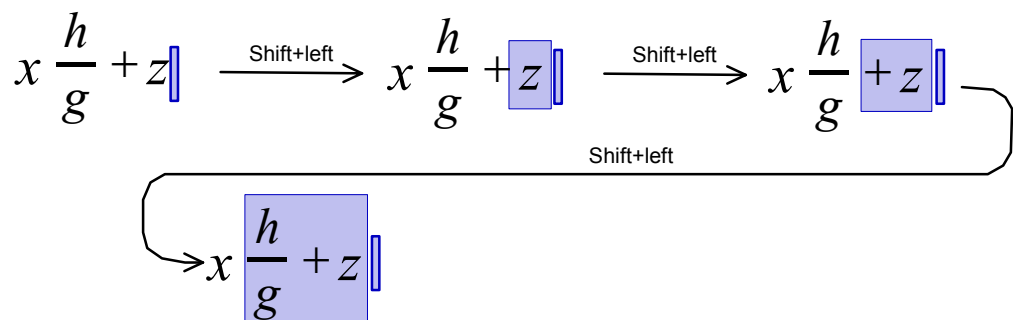 x h/g + z Shift+left x h/g + z Shift+left x h/g + z
Shift+left
x h/g + z